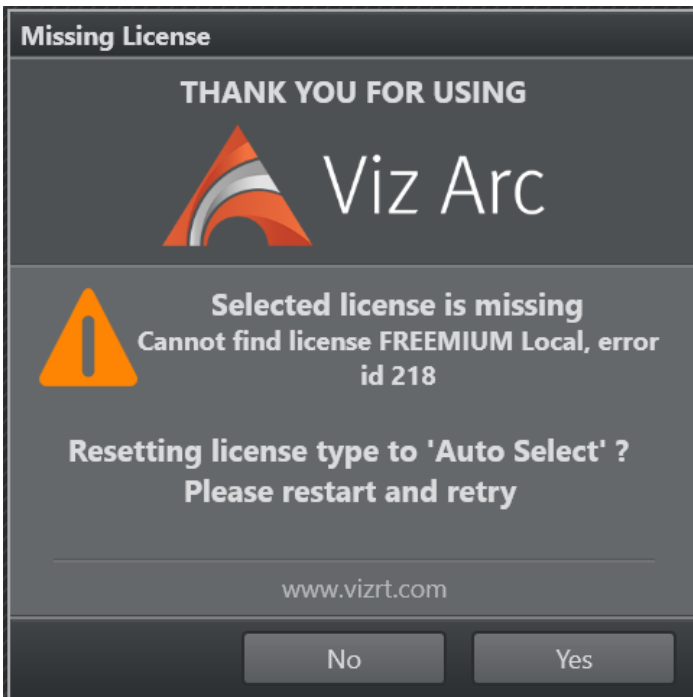 Missing License
THANK YOU FOR USING
Viz Arc
Selected license is missing
Cannot find license FREEMIUM Local, error
id 218
Resetting license type to 'Auto Select' ?
Please restart and retry
www.vizrt.com
No
Yes